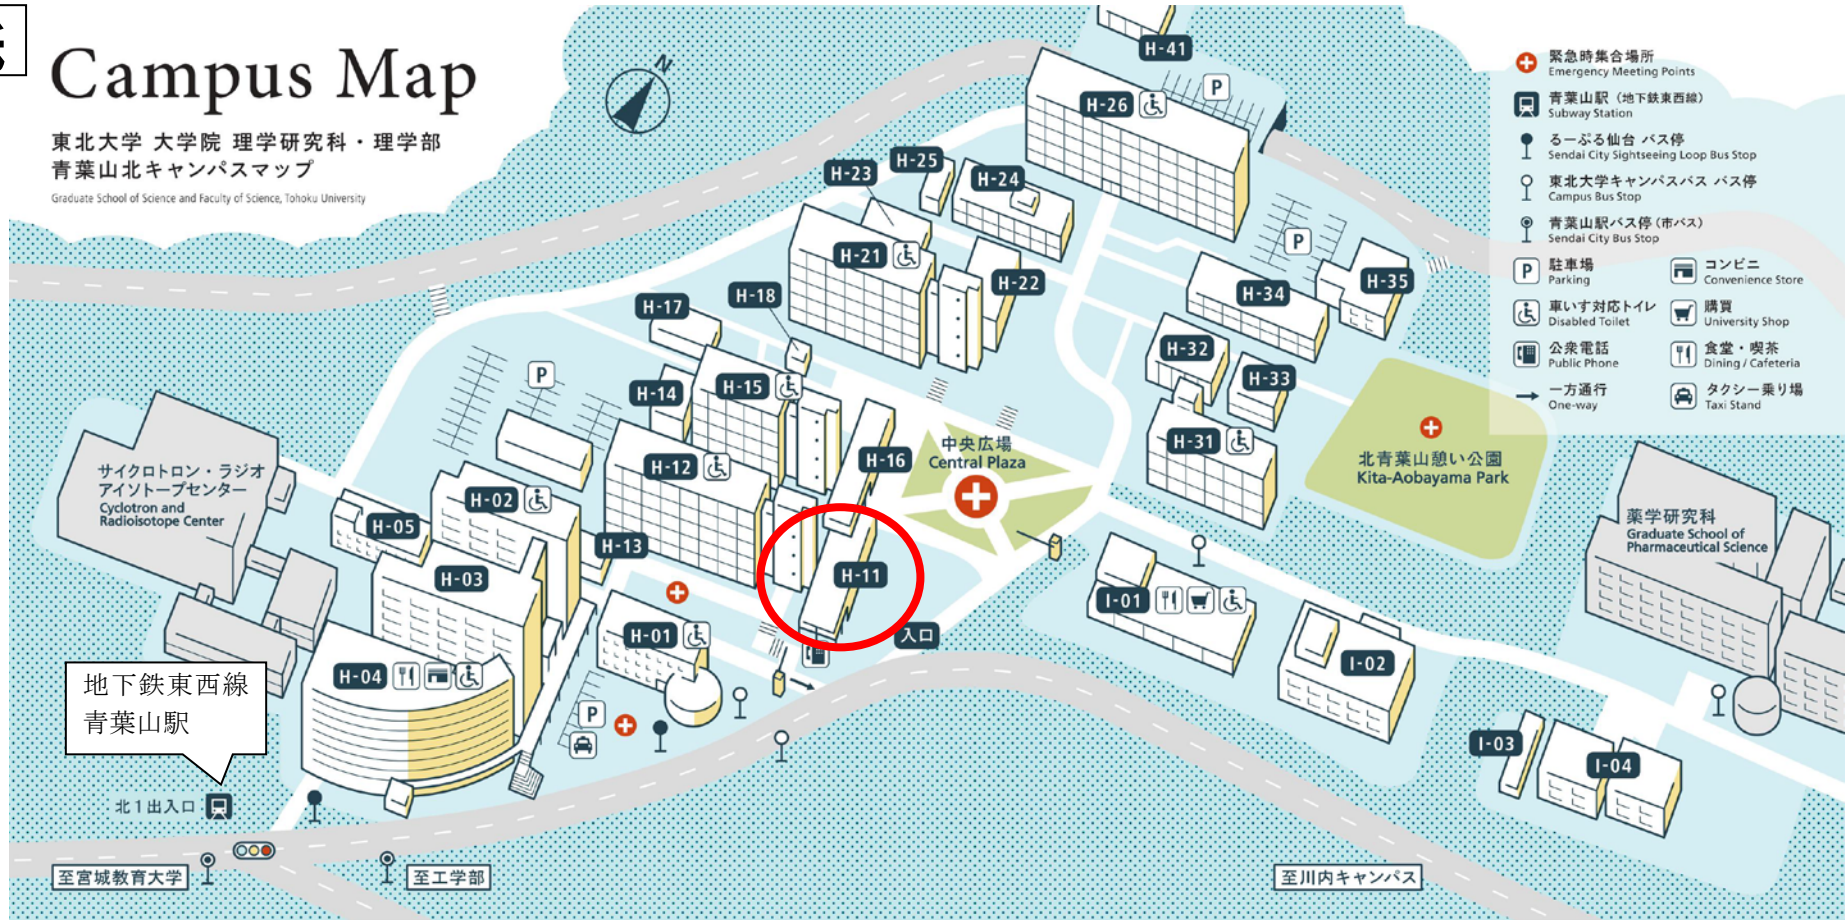 Campus Map
東北大学 大学院 理学研究科・理学部
青葉山北キャンパスマップ
Graduate School of Science and Faculty of Science, Tohoku University
N
緊急時集合場所
Emergency Meeting Points
青葉山駅（地下鉄東西線）
Subway Station
るーぷる仙台 バス停
Sendai City Sightseeing Loop Bus Stop
東北大学キャンパスバス バス停
Campus Bus Stop
青葉山駅バス停（市バス）
Sendai City Bus Stop
P
駐車場
Parking
コンビニ
Convenience Store
車いす対応トイレ
Disabled Toilet
購買
University Shop
公衆電話
Public Phone
食堂・喫茶
Dining / Cafeteria
一方通行
One-way
タクシー乗り場
Taxi Stand
H-41
P
H-26
H-25
H-23
H-24
P
H-21
H-22
H-35
H-34
H-18
H-17
H-32
H-33
P
H-15
H-14
H-31
中央広場
Central Plaza
北青葉山憩い公園
Kita-Aobayama Park
H-16
H-12
サイクロトロン・ラジオ
アイソトープセンター
Cyclotron and
Radioisotope Center
H-02
H-05
H-13
H-03
H-11
薬学研究科
Graduate School of
Pharmaceutical Science
I-01
H-01
入口
I-02
H-04
地下鉄東西線
青葉山駅
P
I-03
I-04
北1出入口
至宮城教育大学
至工学部
至川内キャンパス